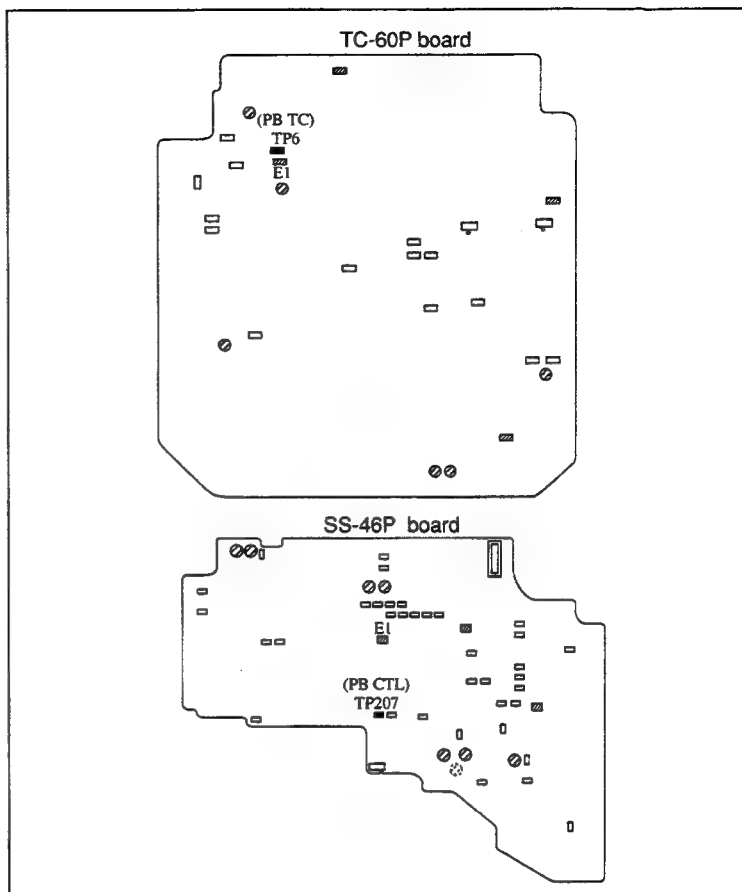 TC-60P board
(PB TC)
TP6
E1
SS-46P board
E1
(PB CTL)
TP207